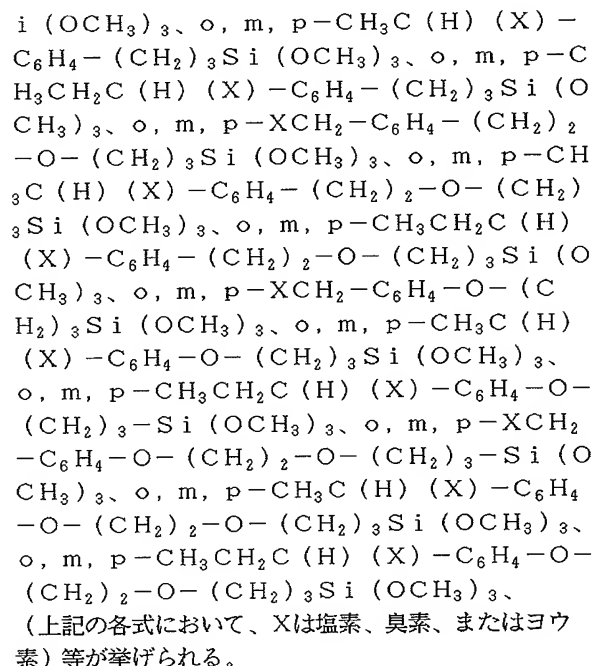 i (OCH₃)₃、o, m, p−CH₃C (H) (X) −
C₆H₄− (CH₂)₃Si (OCH₃)₃、o, m, p−C
H₃CH₂C (H) (X) −C₆H₄− (CH₂)₃Si (O
CH₃)₃、o, m, p−XCH₂−C₆H₄− (CH₂)₂
−O− (CH₂)₃Si (OCH₃)₃、o, m, p−CH
₃C (H) (X) −C₆H₄− (CH₂)₂−O− (CH₂)
₃Si (OCH₃)₃、o, m, p−CH₃CH₂C (H)
(X) −C₆H₄− (CH₂)₂−O− (CH₂)₃Si (O
CH₃)₃、o, m, p−XCH₂−C₆H₄−O− (C
H₂)₃Si (OCH₃)₃、o, m, p−CH₃C (H)
(X) −C₆H₄−O− (CH₂)₃Si (OCH₃)₃、
o, m, p−CH₃CH₂C (H) (X) −C₆H₄−O−
(CH₂)₃−Si (OCH₃)₃、o, m, p−XCH₂
−C₆H₄−O− (CH₂)₂−O− (CH₂)₃−Si (O
CH₃)₃、o, m, p−CH₃C (H) (X) −C₆H₄
−O− (CH₂)₂−O− (CH₂)₃Si (OCH₃)₃、
o, m, p−CH₃CH₂C (H) (X) −C₆H₄−O−
(CH₂)₂−O− (CH₂)₃Si (OCH₃)₃、
(上記の各式において、Xは塩素、臭素、またはヨウ
素) 等が挙げられる。